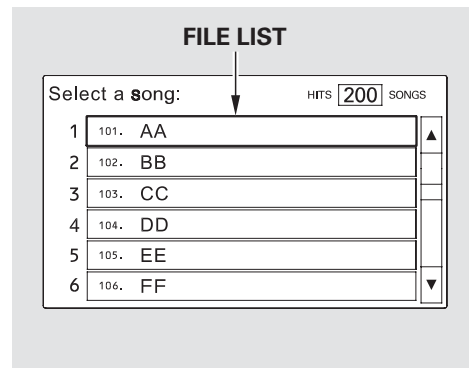 FILE LIST
Select a song: HITS 200 SONGS
1 101. AA
2 102. BB
3 103. CC
4 104. DD
5 105. EE
6 106. FF